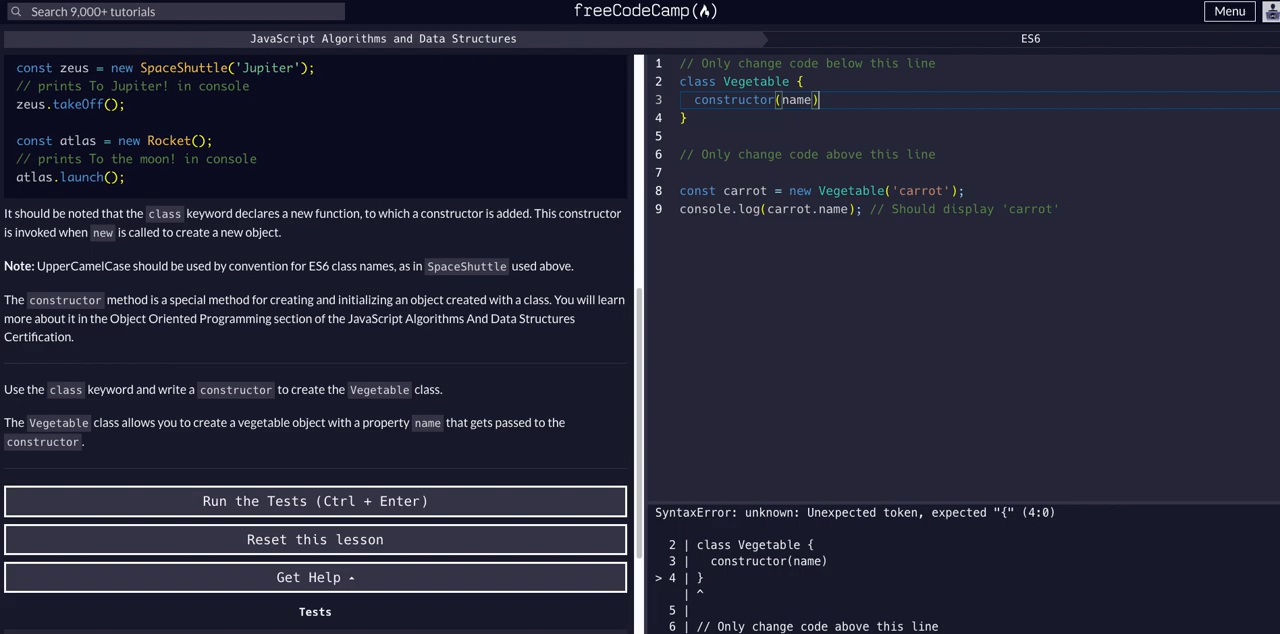 Search 9,000+ tutorials
freeCodeCamp
Menu
JavaScript Algorithms and Data Structures
ES6
const zeus = new SpaceShuttle('Jupiter');
// prints To Jupiter! in console
zeus.takeOff();
const atlas = new Rocket();
// prints To the moon! in console
atlas.launch();
It should be noted that the class keyword declares a new function, to which a constructor is added. This constructor
is invoked when new is called to create a new object.
Note: UpperCamelCase should be used by convention for ES6 class names, as in SpaceShuttle used above.
The constructor method is a special method for creating and initializing an object created with a class. You will learn
more about it in the Object Oriented Programming section of the JavaScript Algorithms And Data Structures
Certification.
Use the class keyword and write a constructor to create the Vegetable class.
The Vegetable class allows you to create a vegetable object with a property name that gets passed to the
constructor.
Run the Tests (Ctrl + Enter)
Reset this lesson
Get Help
Tests
1 // Only change code below this line
2 class Vegetable {
3 constructor(name)
4 }
5
6 // Only change code above this line
7
8 const carrot = new Vegetable('carrot');
9 console.log(carrot.name); // Should display 'carrot'
SyntaxError: unknown: Unexpected token, expected "{" (4:0)
2 | class Vegetable {
3 | constructor(name)
> 4 | }
| ^
5 |
6 | // Only change code above this line